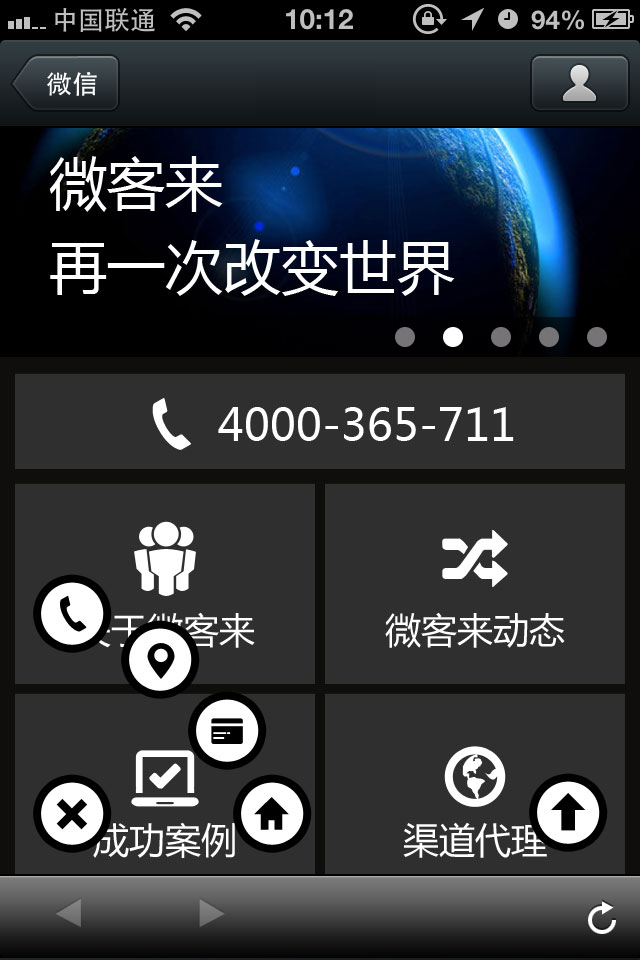 中国联通 10:12 94%
微信
微客来
再一次改变世界
4000-365-711
于微客来
微客来动态
成功案例
渠道代理